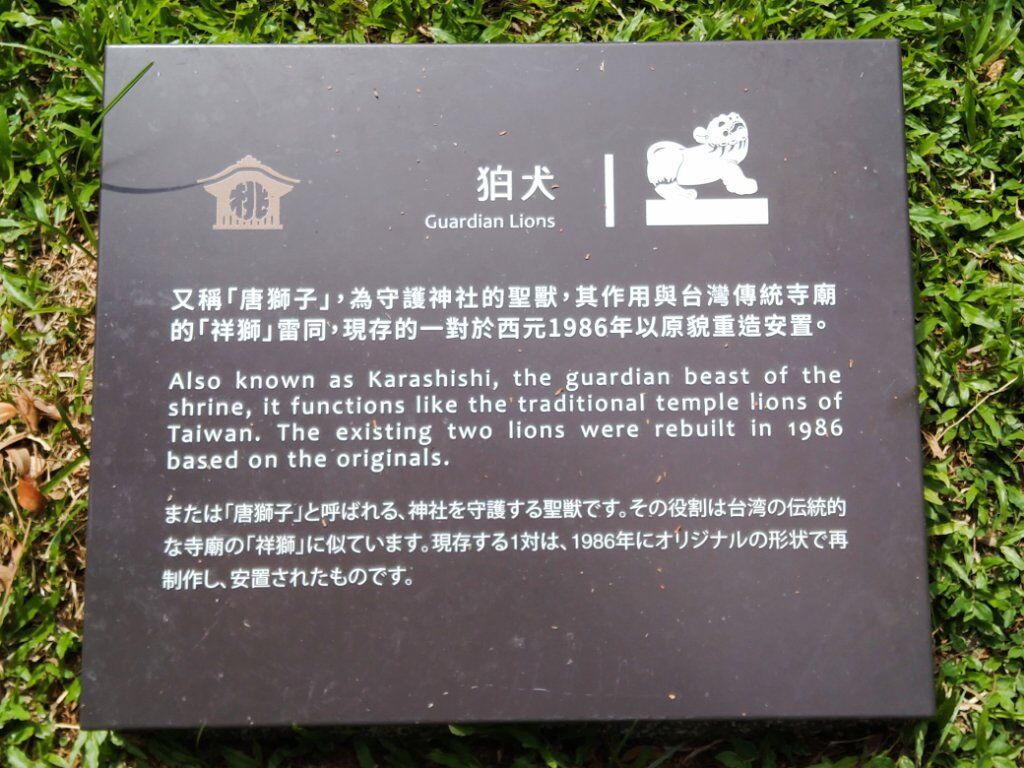 桃
狛犬
Guardian Lions
又稱「唐獅子」，為守護神社的聖獸，其作用與台灣傳統寺廟
的「祥獅」雷同，現存的一對於西元1986年以原貌重造安置。
Also known as Karashishi, the guardian beast of the
shrine, it functions like the traditional temple lions of
Taiwan. The existing two lions were rebuilt in 1986
based on the originals.
または「唐獅子」と呼ばれる、神社を守護する聖獣です。その役割は台湾の伝統的
な寺廟の「祥獅」に似ています。現存する1対は、1986年にオリジナルの形状で再
制作し、安置されたものです。